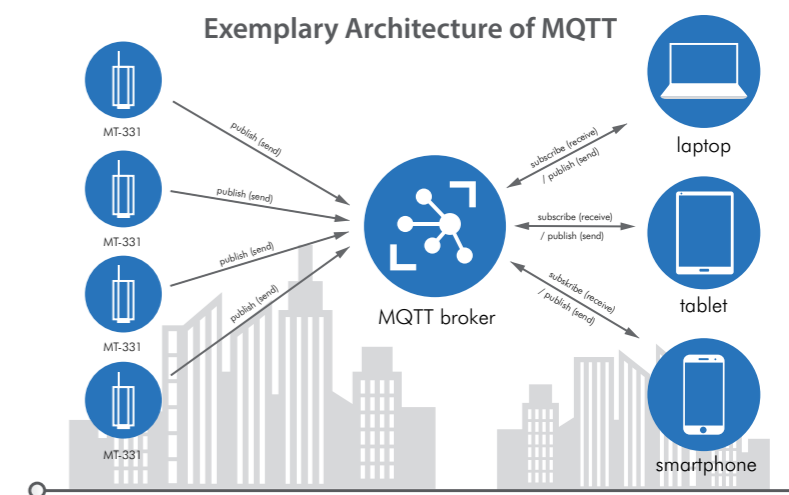 Exemplary Architecture of MQTT
MT-331
publish (send)
MT-331
publish (send)
MT-331
publish (send)
MT-331
publish (send)
MQTT broker
subscribe (receive)
/ publish (send)
laptop
subscribe (receive)
/ publish (send)
tablet
subskribe (receive)
/ publish (send)
smartphone